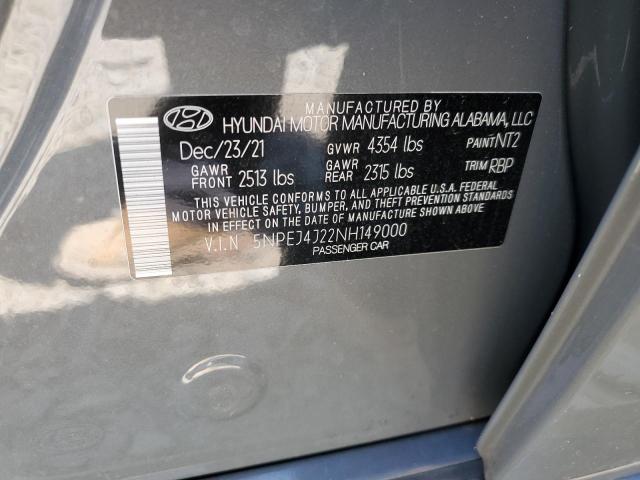 MANUFACTURED BY
HYUNDAI MOTOR MANUFACTURING ALABAMA, LLC
Dec/23/21 GVWR 4354 lbs PAINT NT2
GAWR FRONT 2513 lbs GAWR REAR 2315 lbs TRIM RBP
THIS VEHICLE CONFORMS TO ALL APPLICABLE U.S.A. FEDERAL
MOTOR VEHICLE SAFETY, BUMPER, AND THEFT PREVENTION STANDARDS
IN EFFECT ON THE DATE OF MANUFACTURE SHOWN ABOVE.
V.I.N 5NPEJ4J22NH149000
PASSENGER CAR